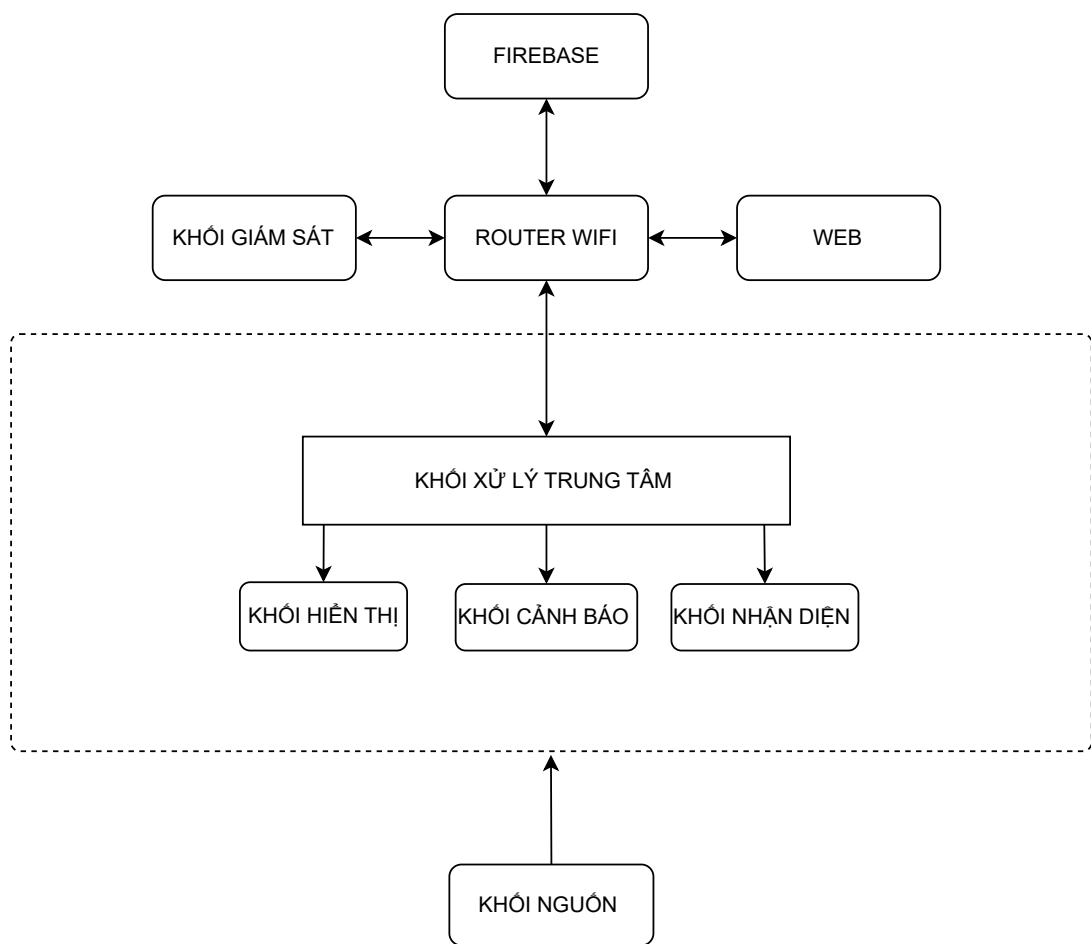 FIREBASE
KHỐI GIÁM SÁT
ROUTER WIFI
WEB
KHỐI XỬ LÝ TRUNG TÂM
KHỐI HIỂN THỊ
KHỐI CẢNH BÁO
KHỐI NHẬN DIỆN
KHỐI NGUỒN